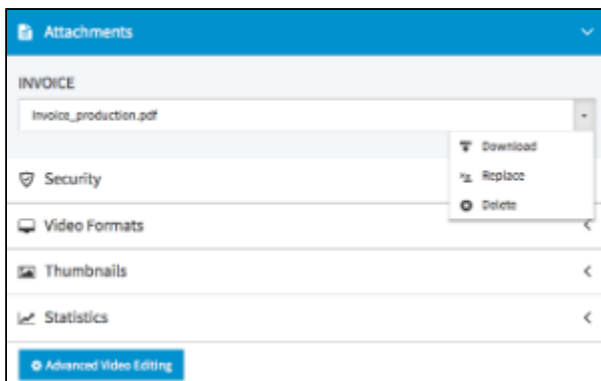 Attachments
INVOICE
Invoice_production.pdf
Download
Security
Replace
Delete
Video Formats
Thumbnails
Statistics
Advanced Video Editing